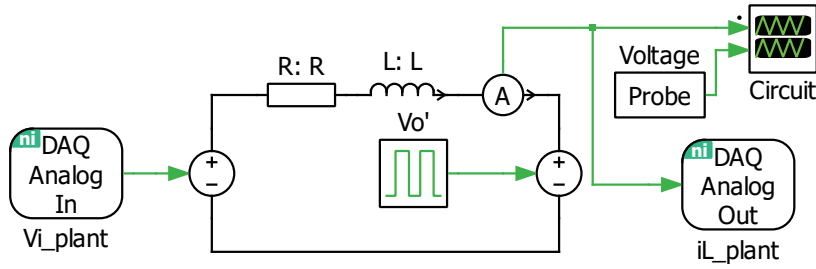 Voltage
R: R
L: L
A
Probe
Circuit
Vo'
ni DAQ
Analog
In
+
−
+
−
ni DAQ
Analog
Out
Vi_plant
iL_plant